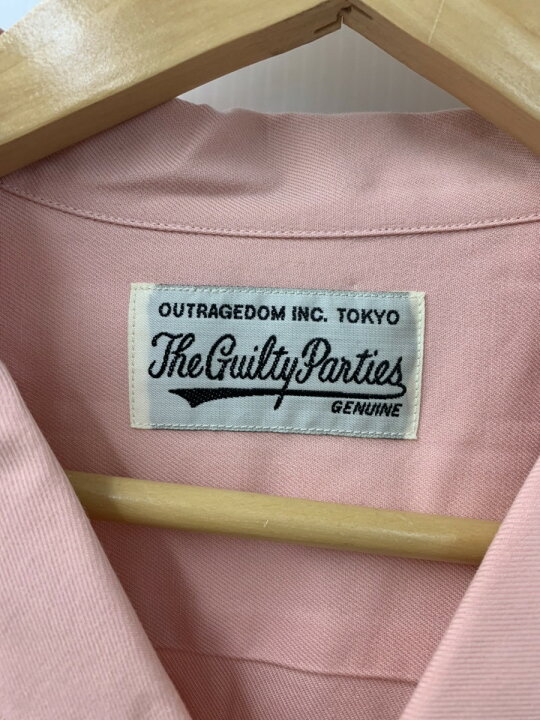 OUTRAGEDOM INC. TOKYO
The Guilty Parties
GENUINE